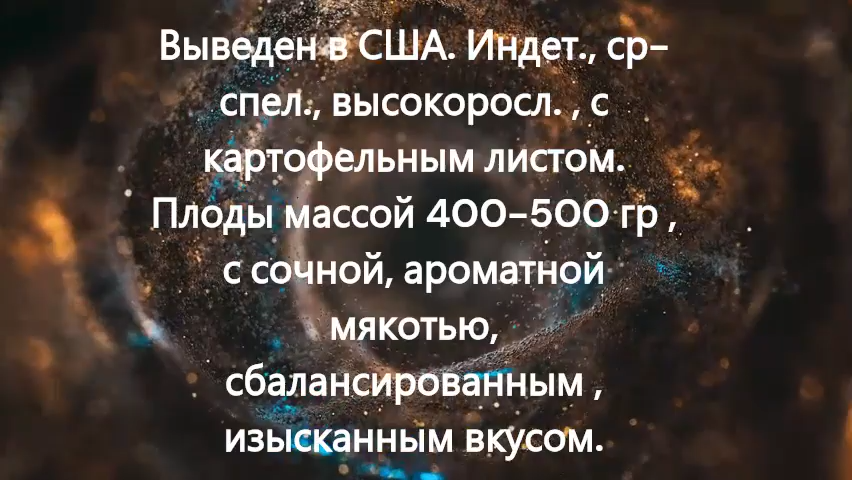 Выведен в США. Индет., ср-
спел., высокоросл. , с
картофельным листом.
Плоды массой 400-500 гр ,
с сочной, ароматной
мякотью,
сбалансированным ,
изысканным вкусом.